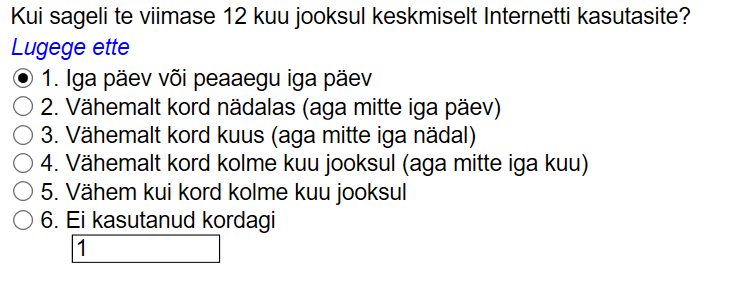 Kui sageli te viimase 12 kuu jooksul keskmiselt Internetti kasutasite?
Lugege ette
1. Iga päev või peaaegu iga päev
2. Vähemalt kord nädalas (aga mitte iga päev)
3. Vähemalt kord kuus (aga mitte iga nädal)
4. Vähemalt kord kolme kuu jooksul (aga mitte iga kuu)
5. Vähem kui kord kolme kuu jooksul
6. Ei kasutanud kordagi
1